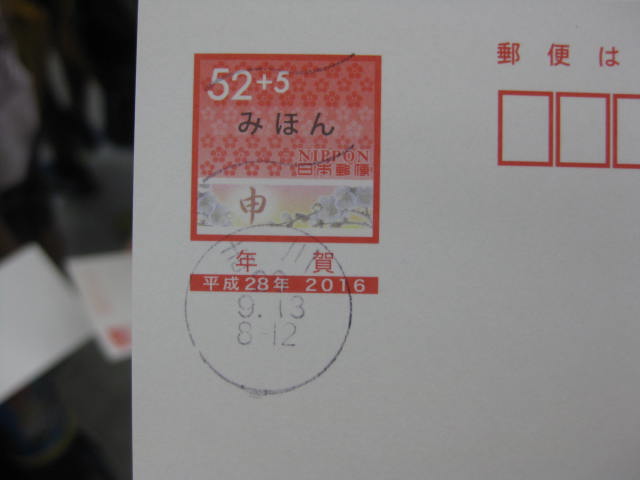 郵便は
52+5
みほん
NIPPON
日本郵便
申
年賀
平成28年 2016
9.13
8-12